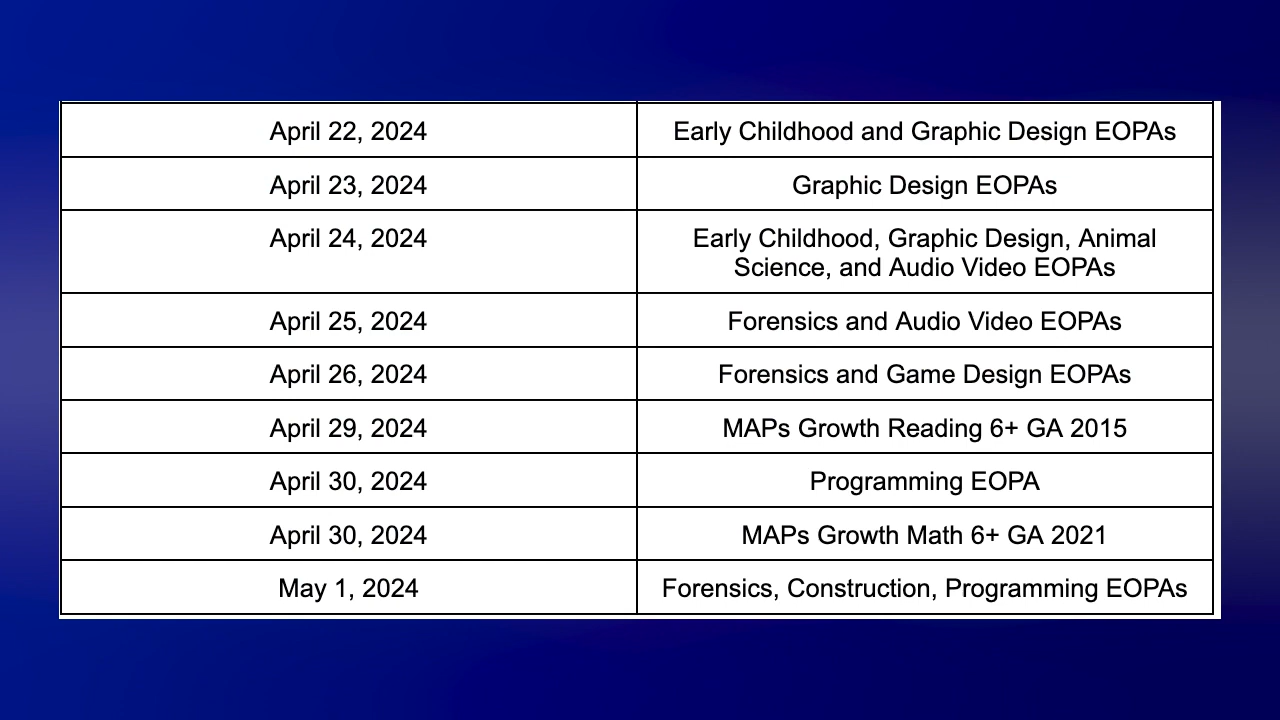 April 22, 2024 Early Childhood and Graphic Design EOPAs
April 23, 2024 Graphic Design EOPAs
April 24, 2024 Early Childhood, Graphic Design, Animal
Science, and Audio Video EOPAs
April 25, 2024 Forensics and Audio Video EOPAs
April 26, 2024 Forensics and Game Design EOPAs
April 29, 2024 MAPs Growth Reading 6+ GA 2015
April 30, 2024 Programming EOPA
April 30, 2024 MAPs Growth Math 6+ GA 2021
May 1, 2024 Forensics, Construction, Programming EOPAs